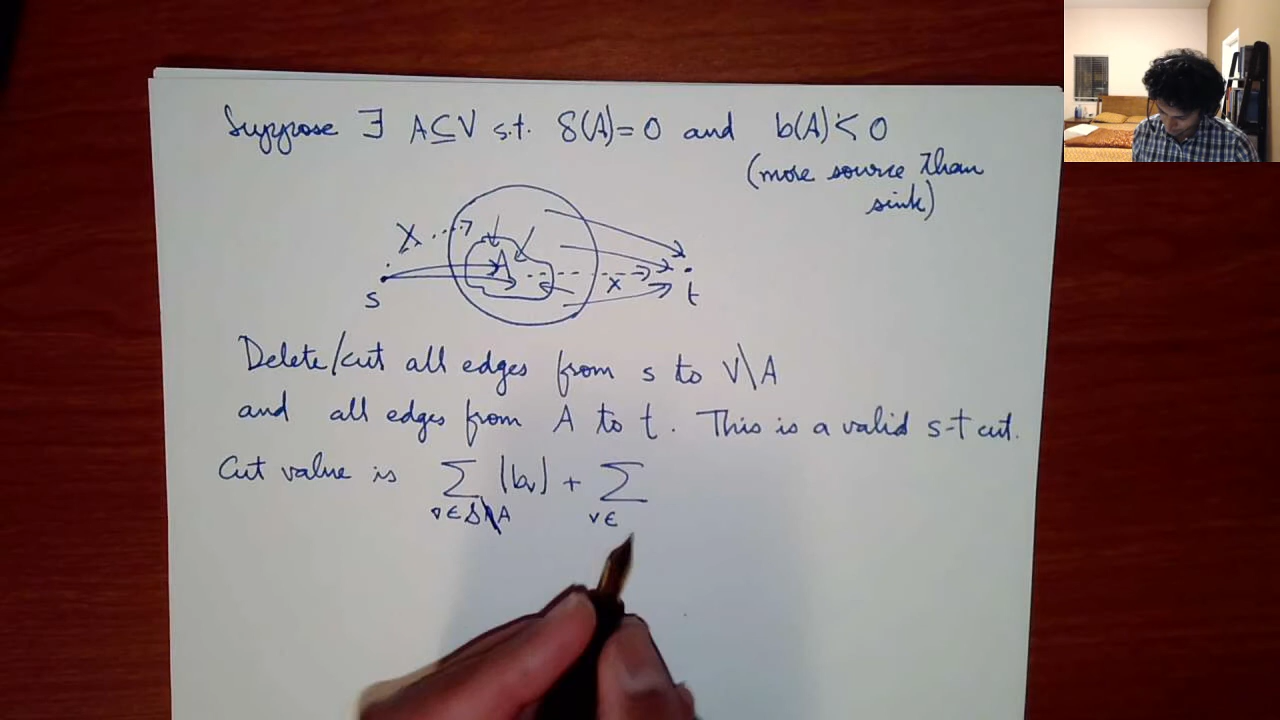 Suppose ∃ A⊆V s.t. δ(A)=0 and b(A)<0
(more source than
sink)
X
A
x
s
t
Delete/cut all edges from s to V\A
and all edges from A to t. This is a valid s-t cut.
Cut value is ∑ |bᵥ| + ∑
v∈S\A v∈